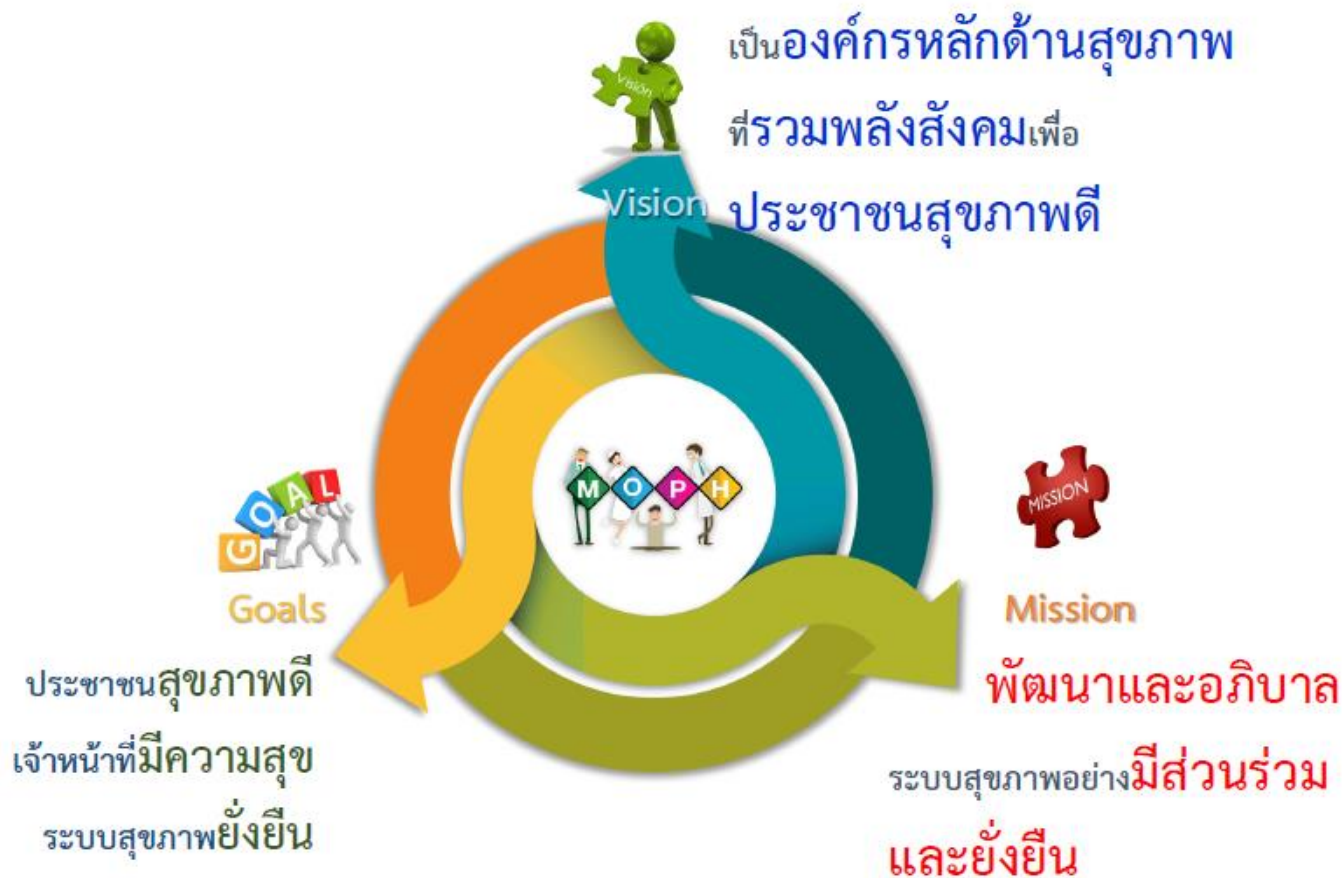 Vision
เป็นองค์กรหลักด้านสุขภาพ
ที่รวมพลังสังคมเพื่อ
ประชาชนสุขภาพดี
Vision
MOPH
GOAL
Goals
ประชาชนสุขภาพดี
เจ้าหน้าที่มีความสุข
ระบบสุขภาพยั่งยืน
MISSION
Mission
พัฒนาและอภิบาล
ระบบสุขภาพอย่างมีส่วนร่วม
และยั่งยืน